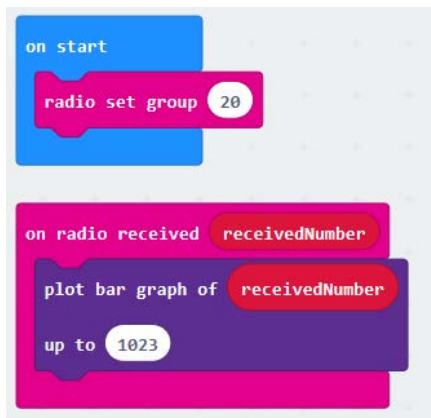 on start
radio set group 20
on radio received receivedNumber
plot bar graph of receivedNumber
up to 1023